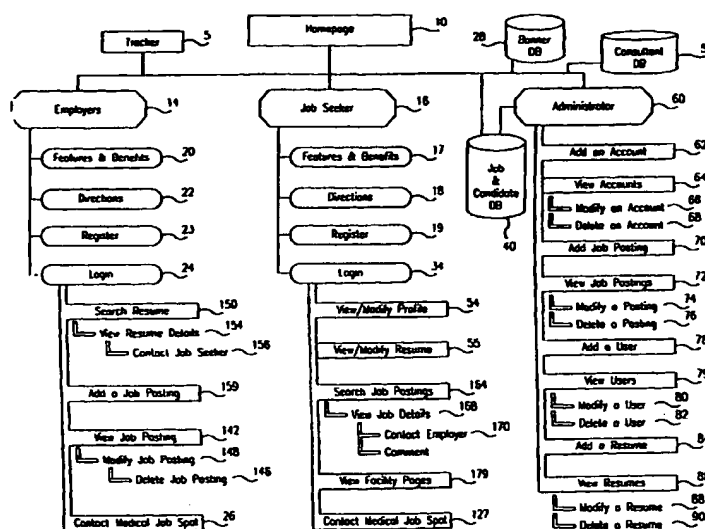 Tracker 5
Homepage 10
28 Banner DB
Consultant DB
Employers 14
Job Seeker 16
Administrator 60
Features & Benefits 20
Directions 22
Register 23
Login 24
Search Resume 150
View Resume Details 154
Contact Job Seeker 156
Add a Job Posting 159
View Job Posting 142
Modify Job Posting 148
Delete Job Posting 146
Contact Medical Job Spot 26
Features & Benefits 17
Directions 18
Register 19
Login 34
View/Modify Profile 54
View/Modify Resume 55
Search Job Postings 164
View Job Details 168
Contact Employer 170
Comment
View Facility Pages 179
Contact Medical Job Spot 127
Job & Candidate DB
40
Add an Account 62
View Accounts 64
Modify an Account 66
Delete an Account 68
Add Job Posting 70
View Job Postings 72
Modify a Posting 74
Delete a Posting 76
Add a User 78
View Users 79
Modify a User 80
Delete a User 82
Add a Resume
View Resumes
Modify a Resume 88
Delete a Resume 90